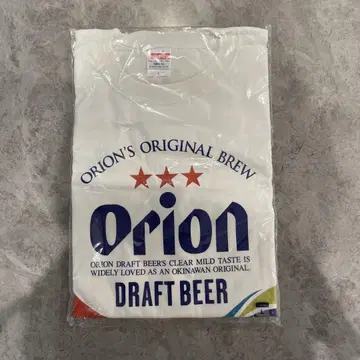 ORION'S ORIGINAL BREW
Orion
ORION DRAFT BEER'S CLEAR MILD TASTE IS
WIDELY LOVED AS AN OKINAWAN ORIGINAL.
DRAFT BEER
L